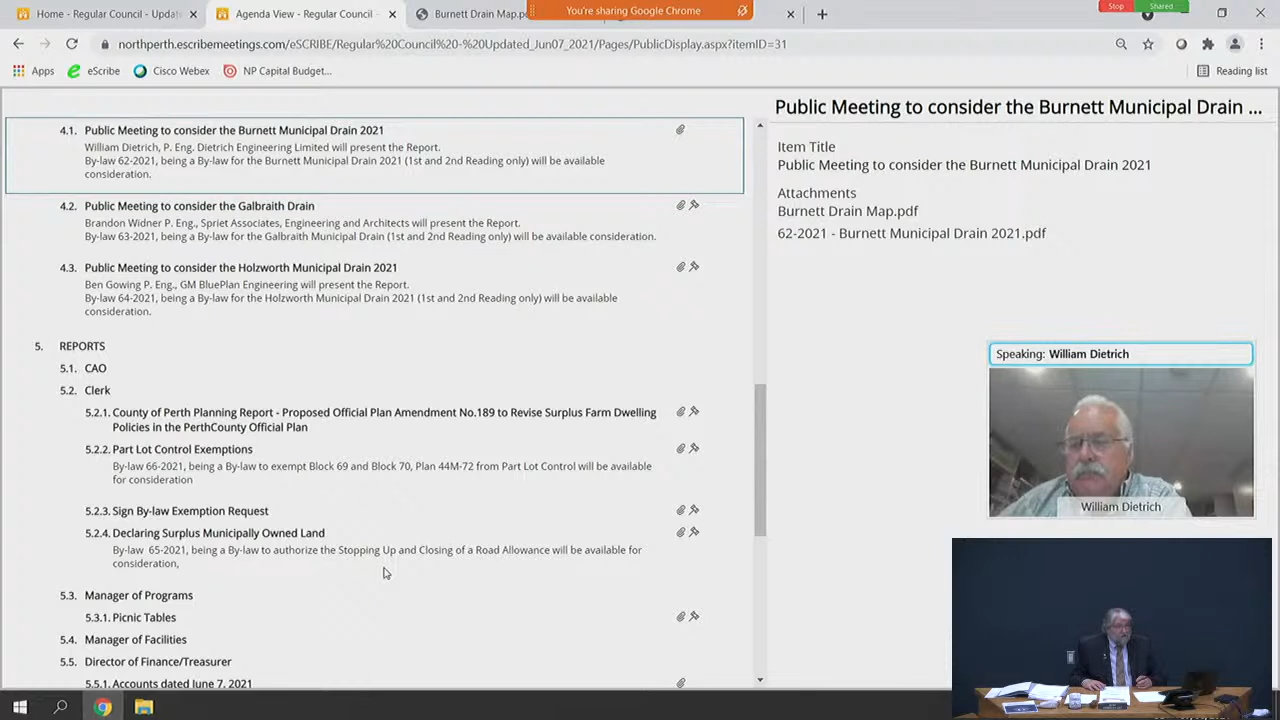 Home - Regular Council - Update
Agenda View - Regular Council -
Burnett Drain Map.p
You're sharing Google Chrome
Stop
Shared
northperth.escribemeetings.com/eSCRIBE/Regular%20Council%20-%20Updated_Jun07_2021/Pages/PublicDisplay.aspx?itemID=31
Apps
eScribe
Cisco Webex
NP Capital Budget...
Reading list
4.1. Public Meeting to consider the Burnett Municipal Drain 2021
William Dietrich, P. Eng. Dietrich Engineering Limited will present the Report.
By-law 62-2021, being a By-law for the Burnett Municipal Drain 2021 (1st and 2nd Reading only) will be available
consideration.
4.2. Public Meeting to consider the Galbraith Drain
Brandon Widner P. Eng., Spriet Associates, Engineering and Architects will present the Report.
By-law 63-2021, being a By-law for the Galbraith Municipal Drain (1st and 2nd Reading only) will be available consideration.
4.3. Public Meeting to consider the Holzworth Municipal Drain 2021
Ben Gowing P. Eng., GM BluePlan Engineering will present the Report.
By-law 64-2021, being a By-law for the Holzworth Municipal Drain 2021 (1st and 2nd Reading only) will be available
consideration.
5. REPORTS
5.1. CAO
5.2. Clerk
5.2.1. County of Perth Planning Report - Proposed Official Plan Amendment No.189 to Revise Surplus Farm Dwelling
Policies in the PerthCounty Official Plan
5.2.2. Part Lot Control Exemptions
By-law 66-2021, being a By-law to exempt Block 69 and Block 70, Plan 44M-72 from Part Lot Control will be available
for consideration
5.2.3. Sign By-law Exemption Request
5.2.4. Declaring Surplus Municipally Owned Land
By-law 65-2021, being a By-law to authorize the Stopping Up and Closing of a Road Allowance will be available for
consideration,
5.3. Manager of Programs
5.3.1. Picnic Tables
5.4. Manager of Facilities
5.5. Director of Finance/Treasurer
5.5.1. Accounts dated June 7, 2021
Public Meeting to consider the Burnett Municipal Drain ...
Item Title
Public Meeting to consider the Burnett Municipal Drain 2021
Attachments
Burnett Drain Map.pdf
62-2021 - Burnett Municipal Drain 2021.pdf
Speaking: William Dietrich
William Dietrich